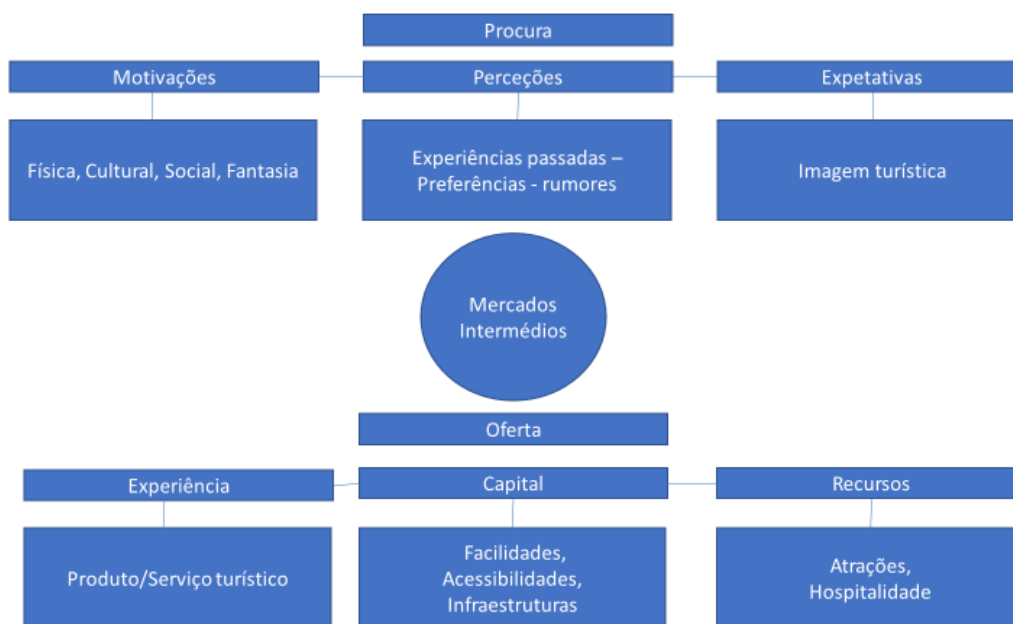 Procura
Motivações
Perceções
Expetativas
Física, Cultural, Social, Fantasia
Experiências passadas –
Preferências - rumores
Imagem turística
Mercados
Intermédios
Oferta
Experiência
Capital
Recursos
Produto/Serviço turístico
Facilidades,
Acessibilidades,
Infraestruturas
Atrações,
Hospitalidade